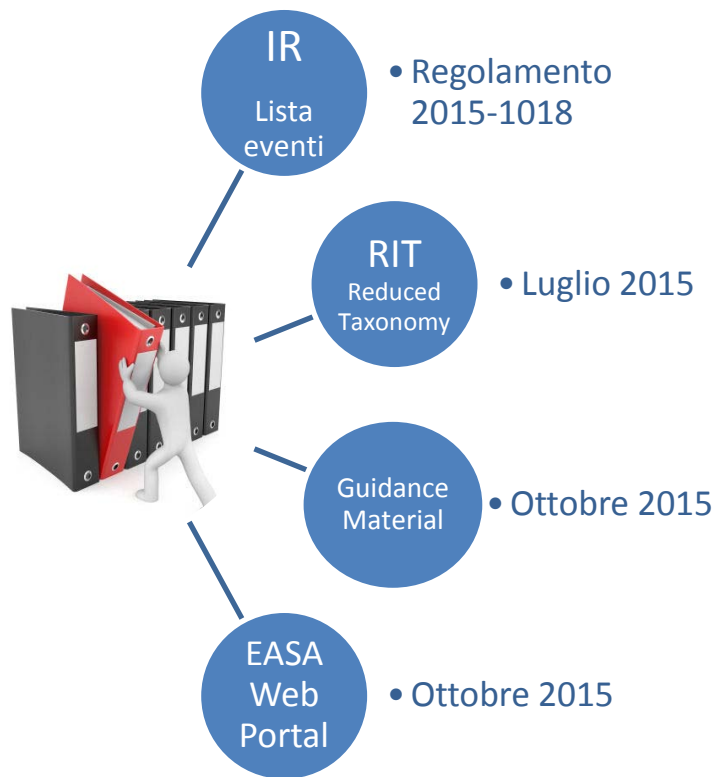 IR
Lista
eventi
• Regolamento
2015-1018
RIT
Reduced
Taxonomy
• Luglio 2015
Guidance
Material
• Ottobre 2015
EASA
Web
Portal
• Ottobre 2015